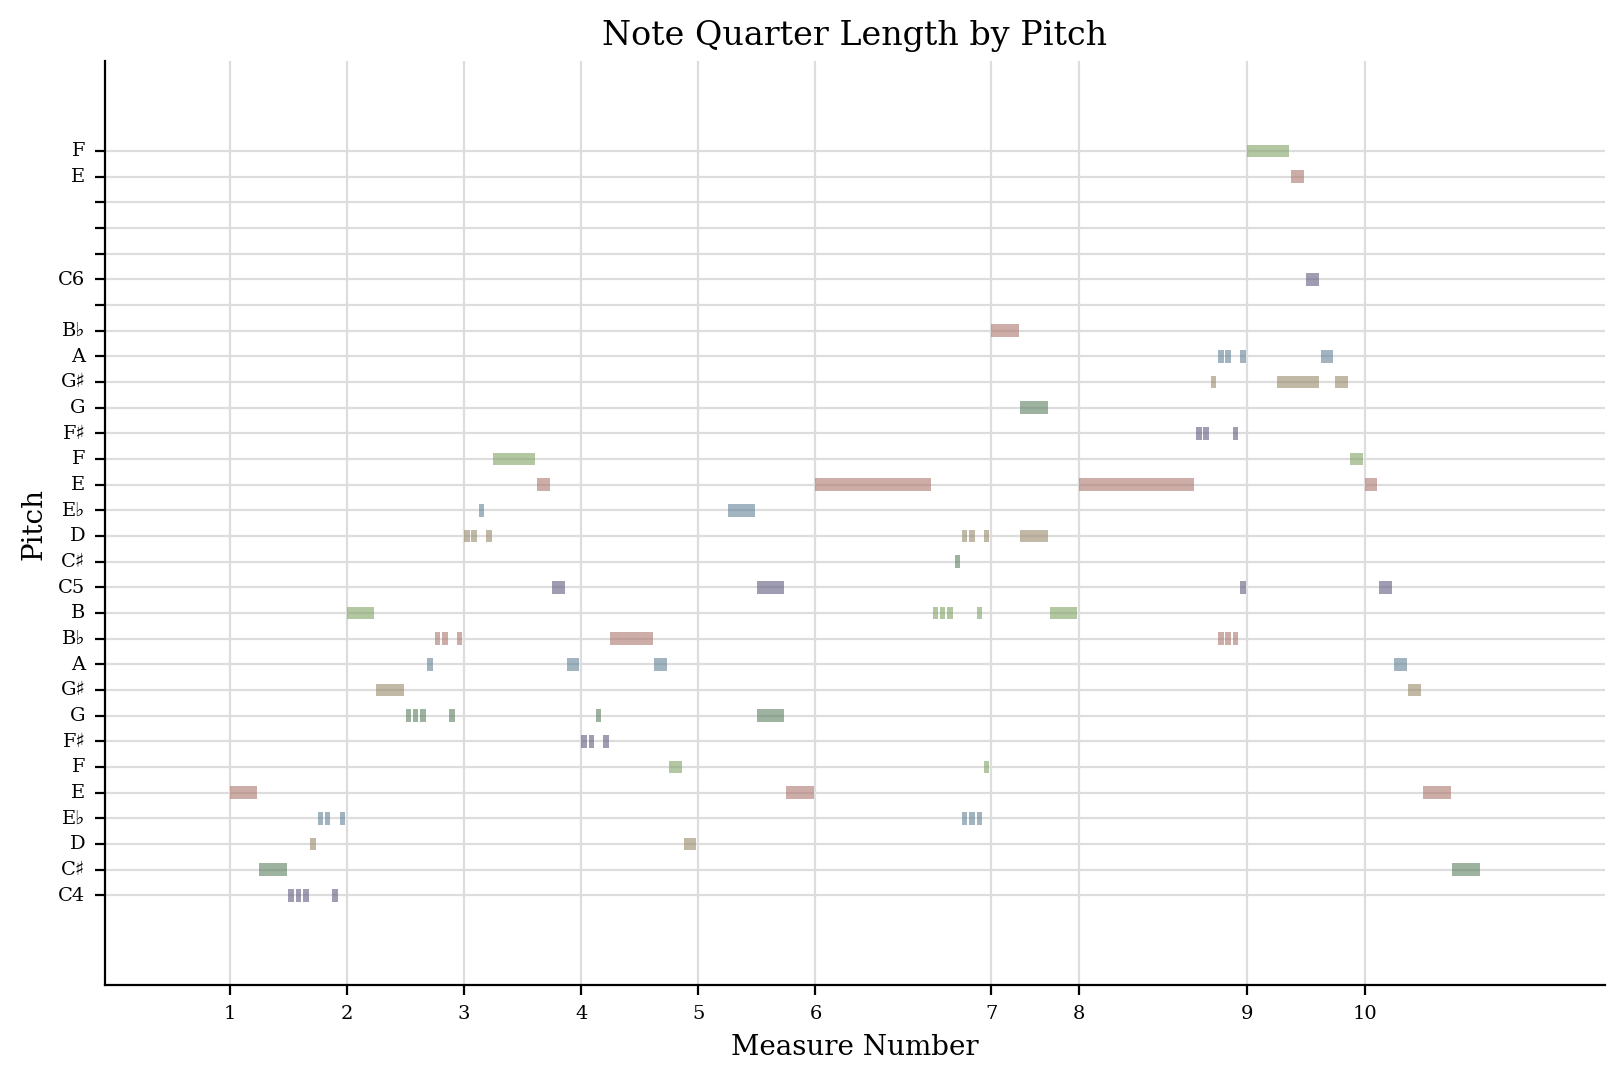 Note Quarter Length by Pitch
F
E
C6
B♭
A
G♯
G
F♯
F
E
E♭
D
C♯
C5
B
B♭
A
G♯
G
F♯
F
E
E♭
D
C♯
C4
Pitch
1 2 3 4 5 6 7 8 9 10
Measure Number